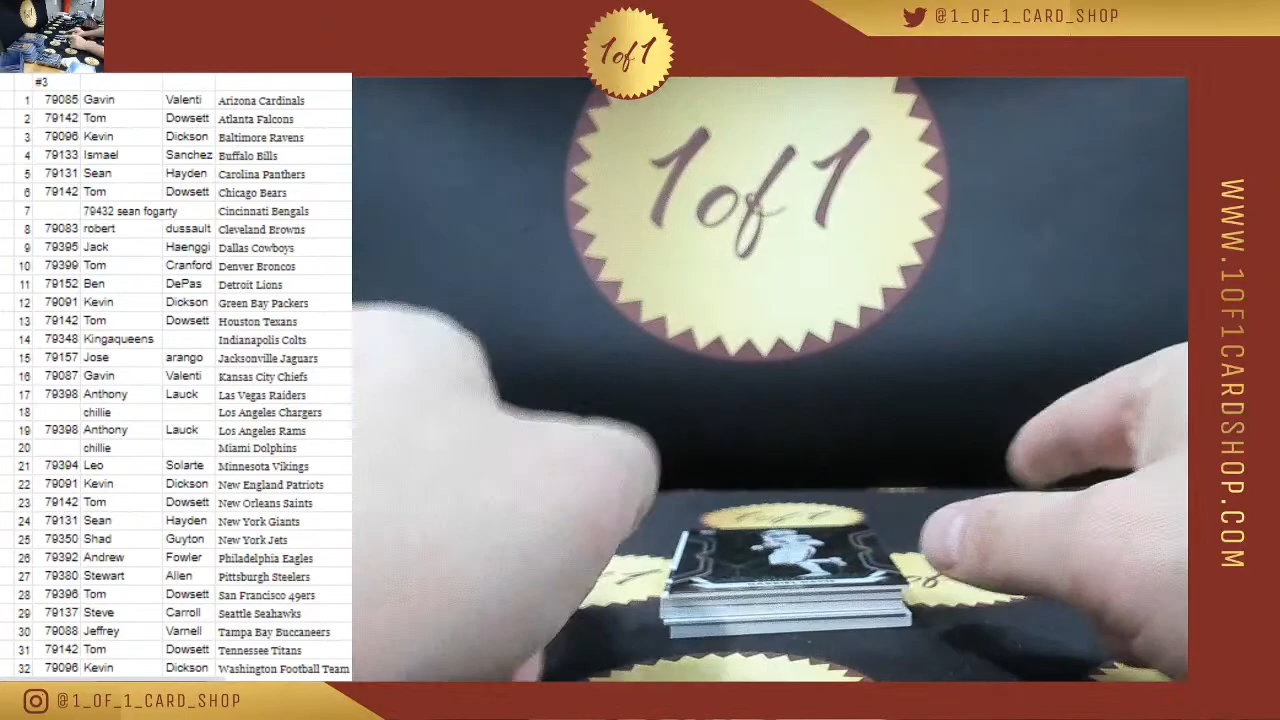 1of1
@1_OF_1_CARD_SHOP
#3
1 79085 Gavin Valenti Arizona Cardinals
2 79142 Tom Dowsett Atlanta Falcons
3 79096 Kevin Dickson Baltimore Ravens
4 79133 Ismael Sanchez Buffalo Bills
5 79131 Sean Hayden Carolina Panthers
6 79142 Tom Dowsett Chicago Bears
7 79432 sean fogarty Cincinnati Bengals
8 79083 robert dussault Cleveland Browns
9 79395 Jack Haenggi Dallas Cowboys
10 79399 Tom Cranford Denver Broncos
11 79152 Ben DePas Detroit Lions
12 79091 Kevin Dickson Green Bay Packers
13 79142 Tom Dowsett Houston Texans
14 79348 Kingaqueens Indianapolis Colts
15 79157 Jose arango Jacksonville Jaguars
16 79087 Gavin Valenti Kansas City Chiefs
17 79398 Anthony Lauck Las Vegas Raiders
18 chillie Los Angeles Chargers
19 79398 Anthony Lauck Los Angeles Rams
20 chillie Miami Dolphins
21 79394 Leo Solarte Minnesota Vikings
22 79091 Kevin Dickson New England Patriots
23 79142 Tom Dowsett New Orleans Saints
24 79131 Sean Hayden New York Giants
25 79350 Shad Guyton New York Jets
26 79392 Andrew Fowler Philadelphia Eagles
27 79380 Stewart Allen Pittsburgh Steelers
28 79396 Tom Dowsett San Francisco 49ers
29 79137 Steve Carroll Seattle Seahawks
30 79088 Jeffrey Varnell Tampa Bay Buccaneers
31 79142 Tom Dowsett Tennessee Titans
32 79096 Kevin Dickson Washington Football Team
1of1
WWW.1OF1CARDSHOP.COM
@1_OF_1_CARD_SHOP